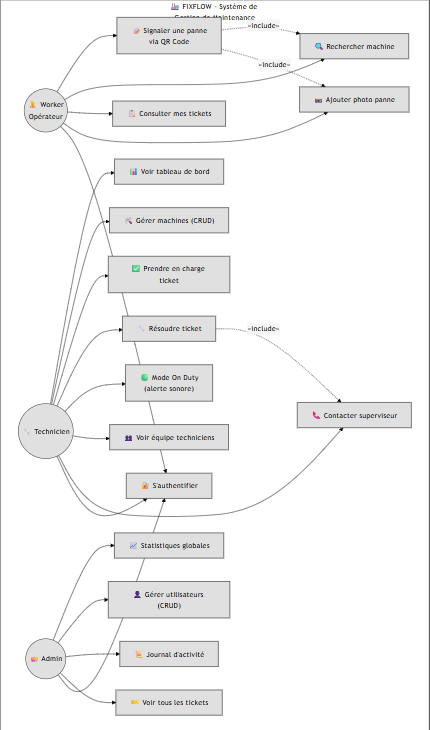 FIXFLOW - Système de
Gestion de Maintenance
Signaler une panne
via QR Code
«include»
Rechercher machine
«include»
Ajouter photo panne
Worker
Opérateur
Consulter mes tickets
Voir tableau de bord
Gérer machines (CRUD)
Prendre en charge
ticket
Résoudre ticket
«include»
Mode On Duty
(alerte sonore)
Contacter superviseur
Technicien
Voir équipe techniciens
S'authentifier
Statistiques globales
Gérer utilisateurs
(CRUD)
Admin
Journal d'activité
Voir tous les tickets